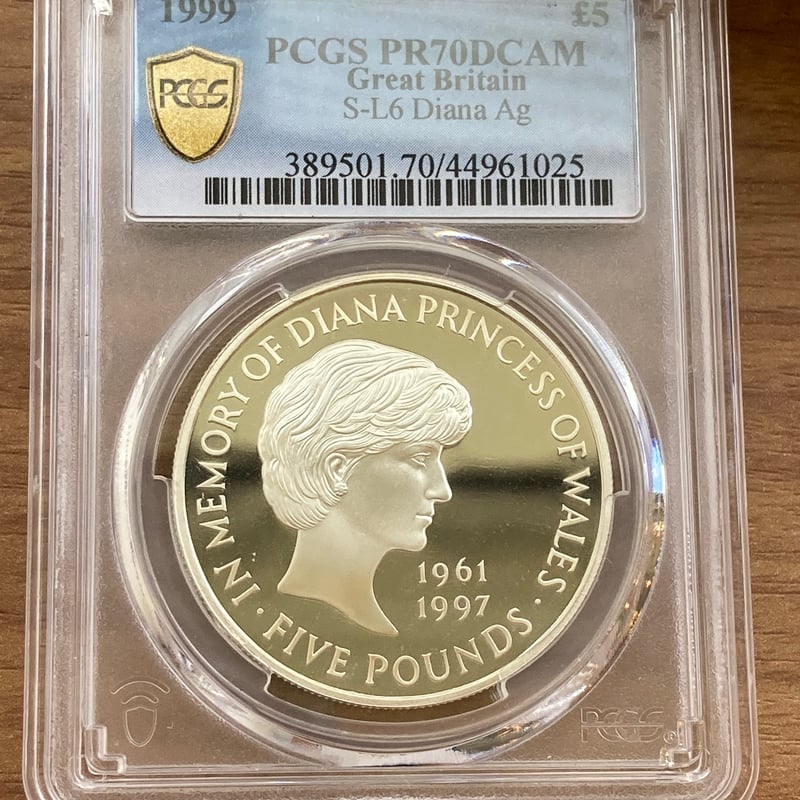 1999 £5
PCGS PR70DCAM
Great Britain
S-L6 Diana Ag
PCGS
389501.70/44961025
IN MEMORY OF DIANA PRINCESS OF WALES
1961
1997
· FIVE POUNDS ·
PCGS